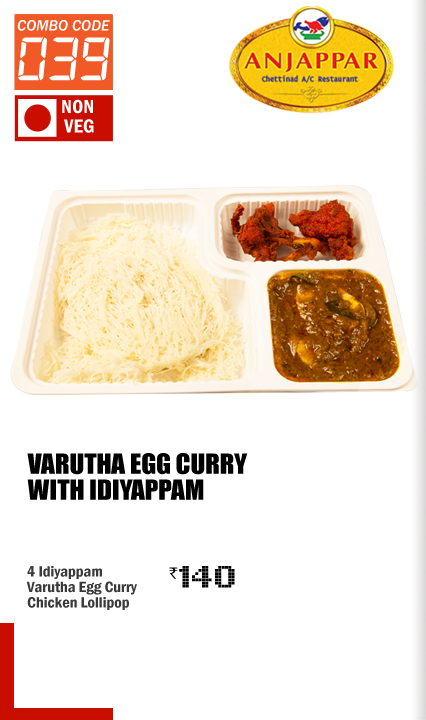 COMBO CODE
039
NON
VEG
ANJAPPAR
Chettinad A/C Restaurant
VARUTHA EGG CURRY
WITH IDIYAPPAM
4 Idiyappam
Varutha Egg Curry
Chicken Lollipop
₹140